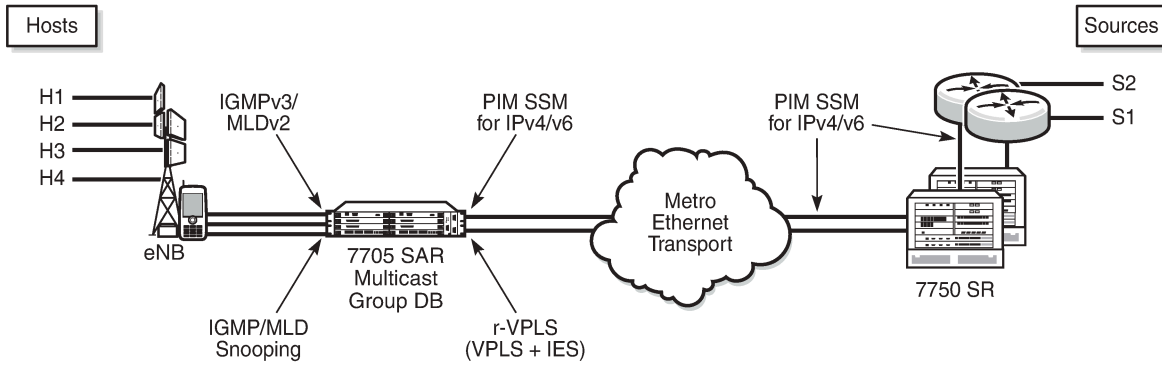 Hosts
Sources
H1
H2
H3
H4
eNB
IGMPv3/
MLDv2
PIM SSM
for IPv4/v6
7705 SAR
Multicast
Group DB
IGMP/MLD
Snooping
r-VPLS
(VPLS + IES)
Metro
Ethernet
Transport
PIM SSM
for IPv4/v6
S2
S1
7750 SR